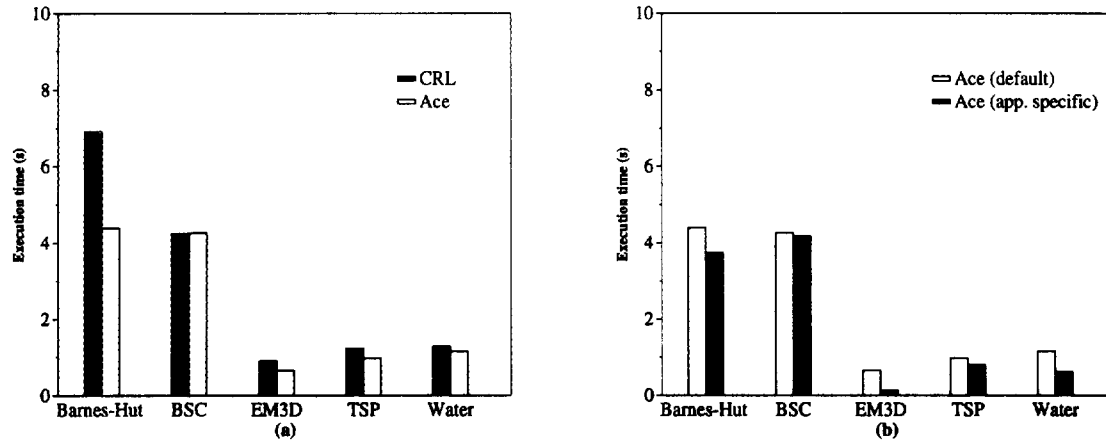 10
8
6
4
2
0
Execution time (s)
CRL
Ace
Barnes-Hut BSC EM3D TSP Water
(a)
10
8
6
4
2
0
Execution time (s)
Ace (default)
Ace (app. specific)
Barnes-Hut BSC EM3D TSP Water
(b)